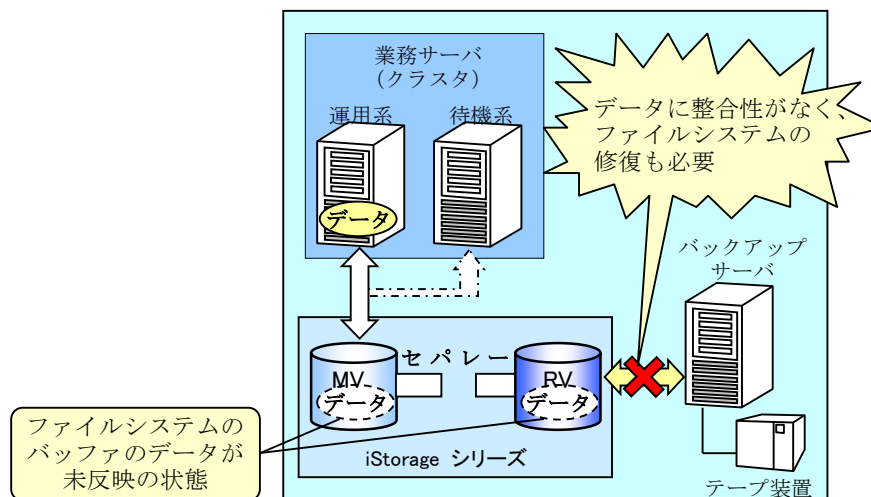 業務サーバ
（クラスタ）
運用系
待機系
データ
データに整合性がなく、
ファイルシステムの
修復も必要
バックアップ
サーバ
セパレー
MV
データ
RV
データ
iStorage シリーズ
ファイルシステムの
バッファのデータが
未反映の状態
テープ装置